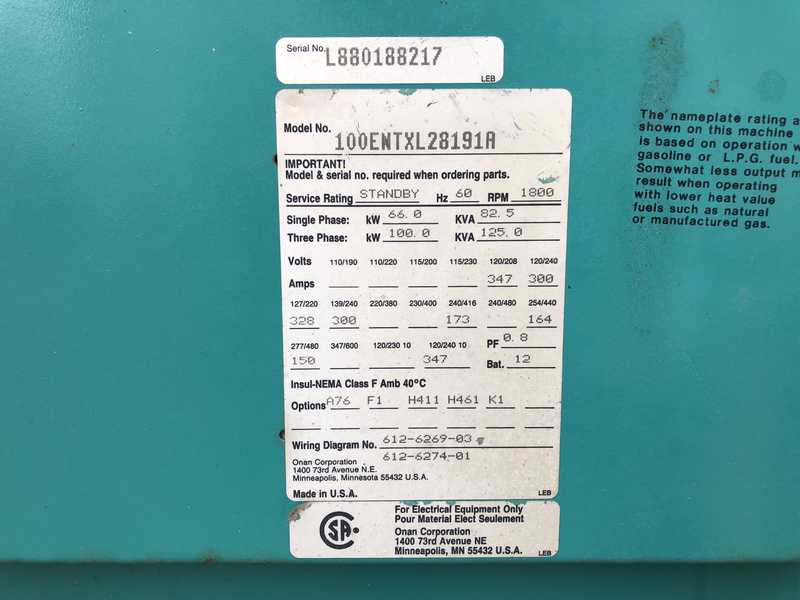 Serial No. L880188217
LEB
Model No. 100ENTXL28191A
IMPORTANT!
Model & serial no. required when ordering parts.
Service Rating STANDBY Hz 60 RPM 1800
Single Phase: kW 66.0 KVA 82.5
Three Phase: kW 100.0 KVA 125.0
Volts 110/190 110/220 115/200 115/230 120/208 120/240
Amps 347 300
127/220 139/240 220/380 230/400 240/416 240/480 254/440
328 300 173 164
277/480 347/600 120/230 10 120/240 10 PF 0.8
150 347 Bat. 12
Insul-NEMA Class F Amb 40°C
Options A76 F1 H411 H461 K1
Wiring Diagram No. 612-6269-03
612-6274-01
Onan Corporation
1400 73rd Avenue N.E.
Minneapolis, Minnesota 55432 U.S.A.
Made in U.S.A. LEB
CSA
For Electrical Equipment Only
Pour Material Elect Seulement
Onan Corporation
1400 73rd Avenue NE
Minneapolis, MN 55432 U.S.A. LEB
The nameplate rating a
shown on this machine
is based on operation w
gasoline or L.P.G. fuel.
Somewhat less output m
result when operating
with lower heat value
fuels such as natural
or manufactured gas.